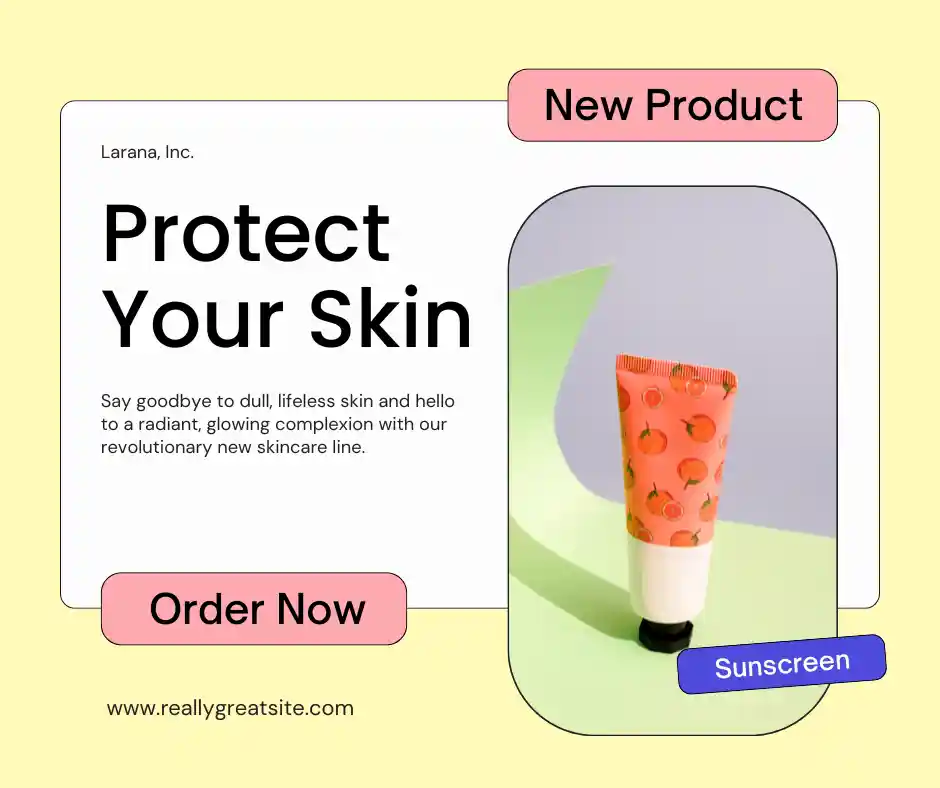 New Product
Larana, Inc.
Protect
Your Skin
Say goodbye to dull, lifeless skin and hello
to a radiant, glowing complexion with our
revolutionary new skincare line.
Order Now
Sunscreen
www.reallygreatsite.com